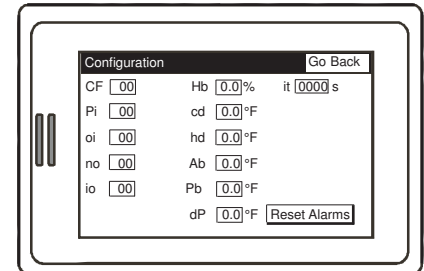 Configuration Go Back
CF 00 Hb 0.0 % it 0000 s
Pi 00 cd 0.0 °F
oi 00 hd 0.0 °F
no 00 Ab 0.0 °F
io 00 Pb 0.0 °F
dP 0.0 °F Reset Alarms